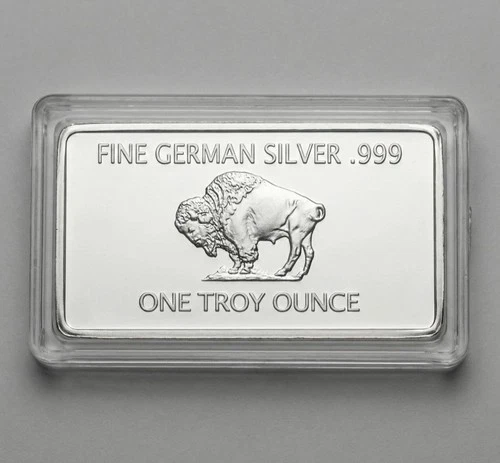 FINE GERMAN SILVER .999
ONE TROY OUNCE